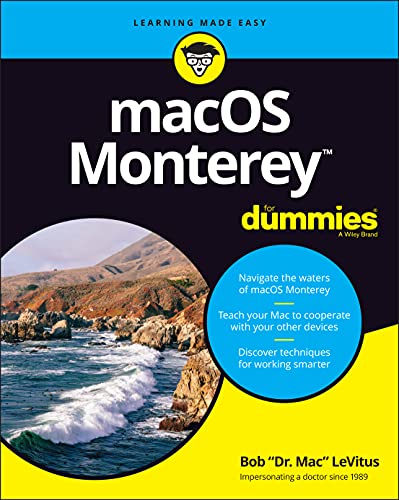 LEARNING MADE EASY
macOS
Monterey™
for
dummies®
A Wiley Brand
Navigate the waters
of macOS Monterey
Teach your Mac to cooperate
with your other devices
Discover techniques
for working smarter
Bob “Dr. Mac” LeVitus
Impersonating a doctor since 1989